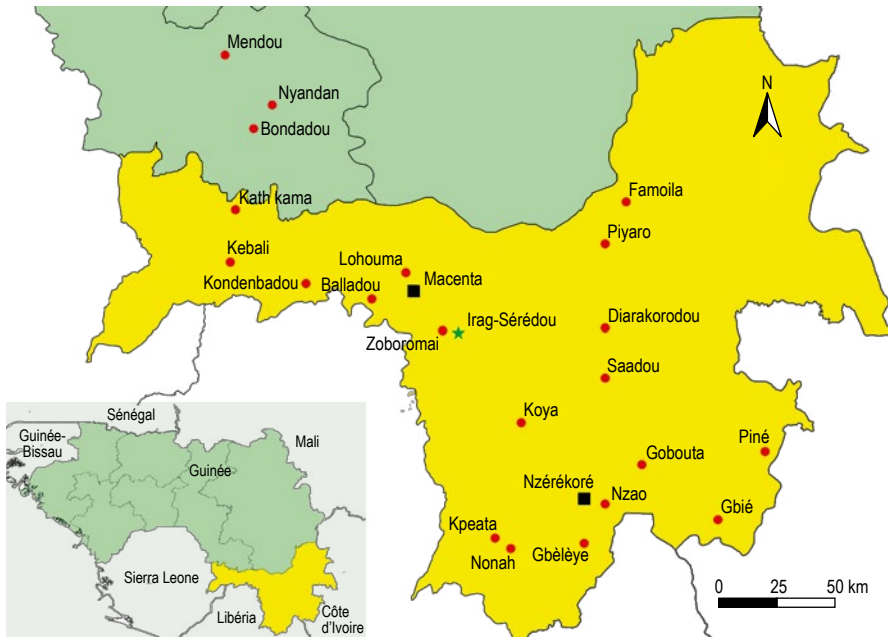 Mendou
Nyandan
Bondadou
N
Kath kama
Famoila
Piyaro
Kebali
Lohouma
Macenta
Kondenbadou
Balladou
Irag-Sérédou
Zoboromai
Diarakorodou
Saadou
Koya
Gobouta
Piné
Nzérékoré
Nzao
Gbié
Kpeata
Nonah
Gbèlèye
0 25 50 km
Sénégal
Guinée-
Bissau
Mali
Guinée
Sierra Leone
Libéria
Côte
d’Ivoire